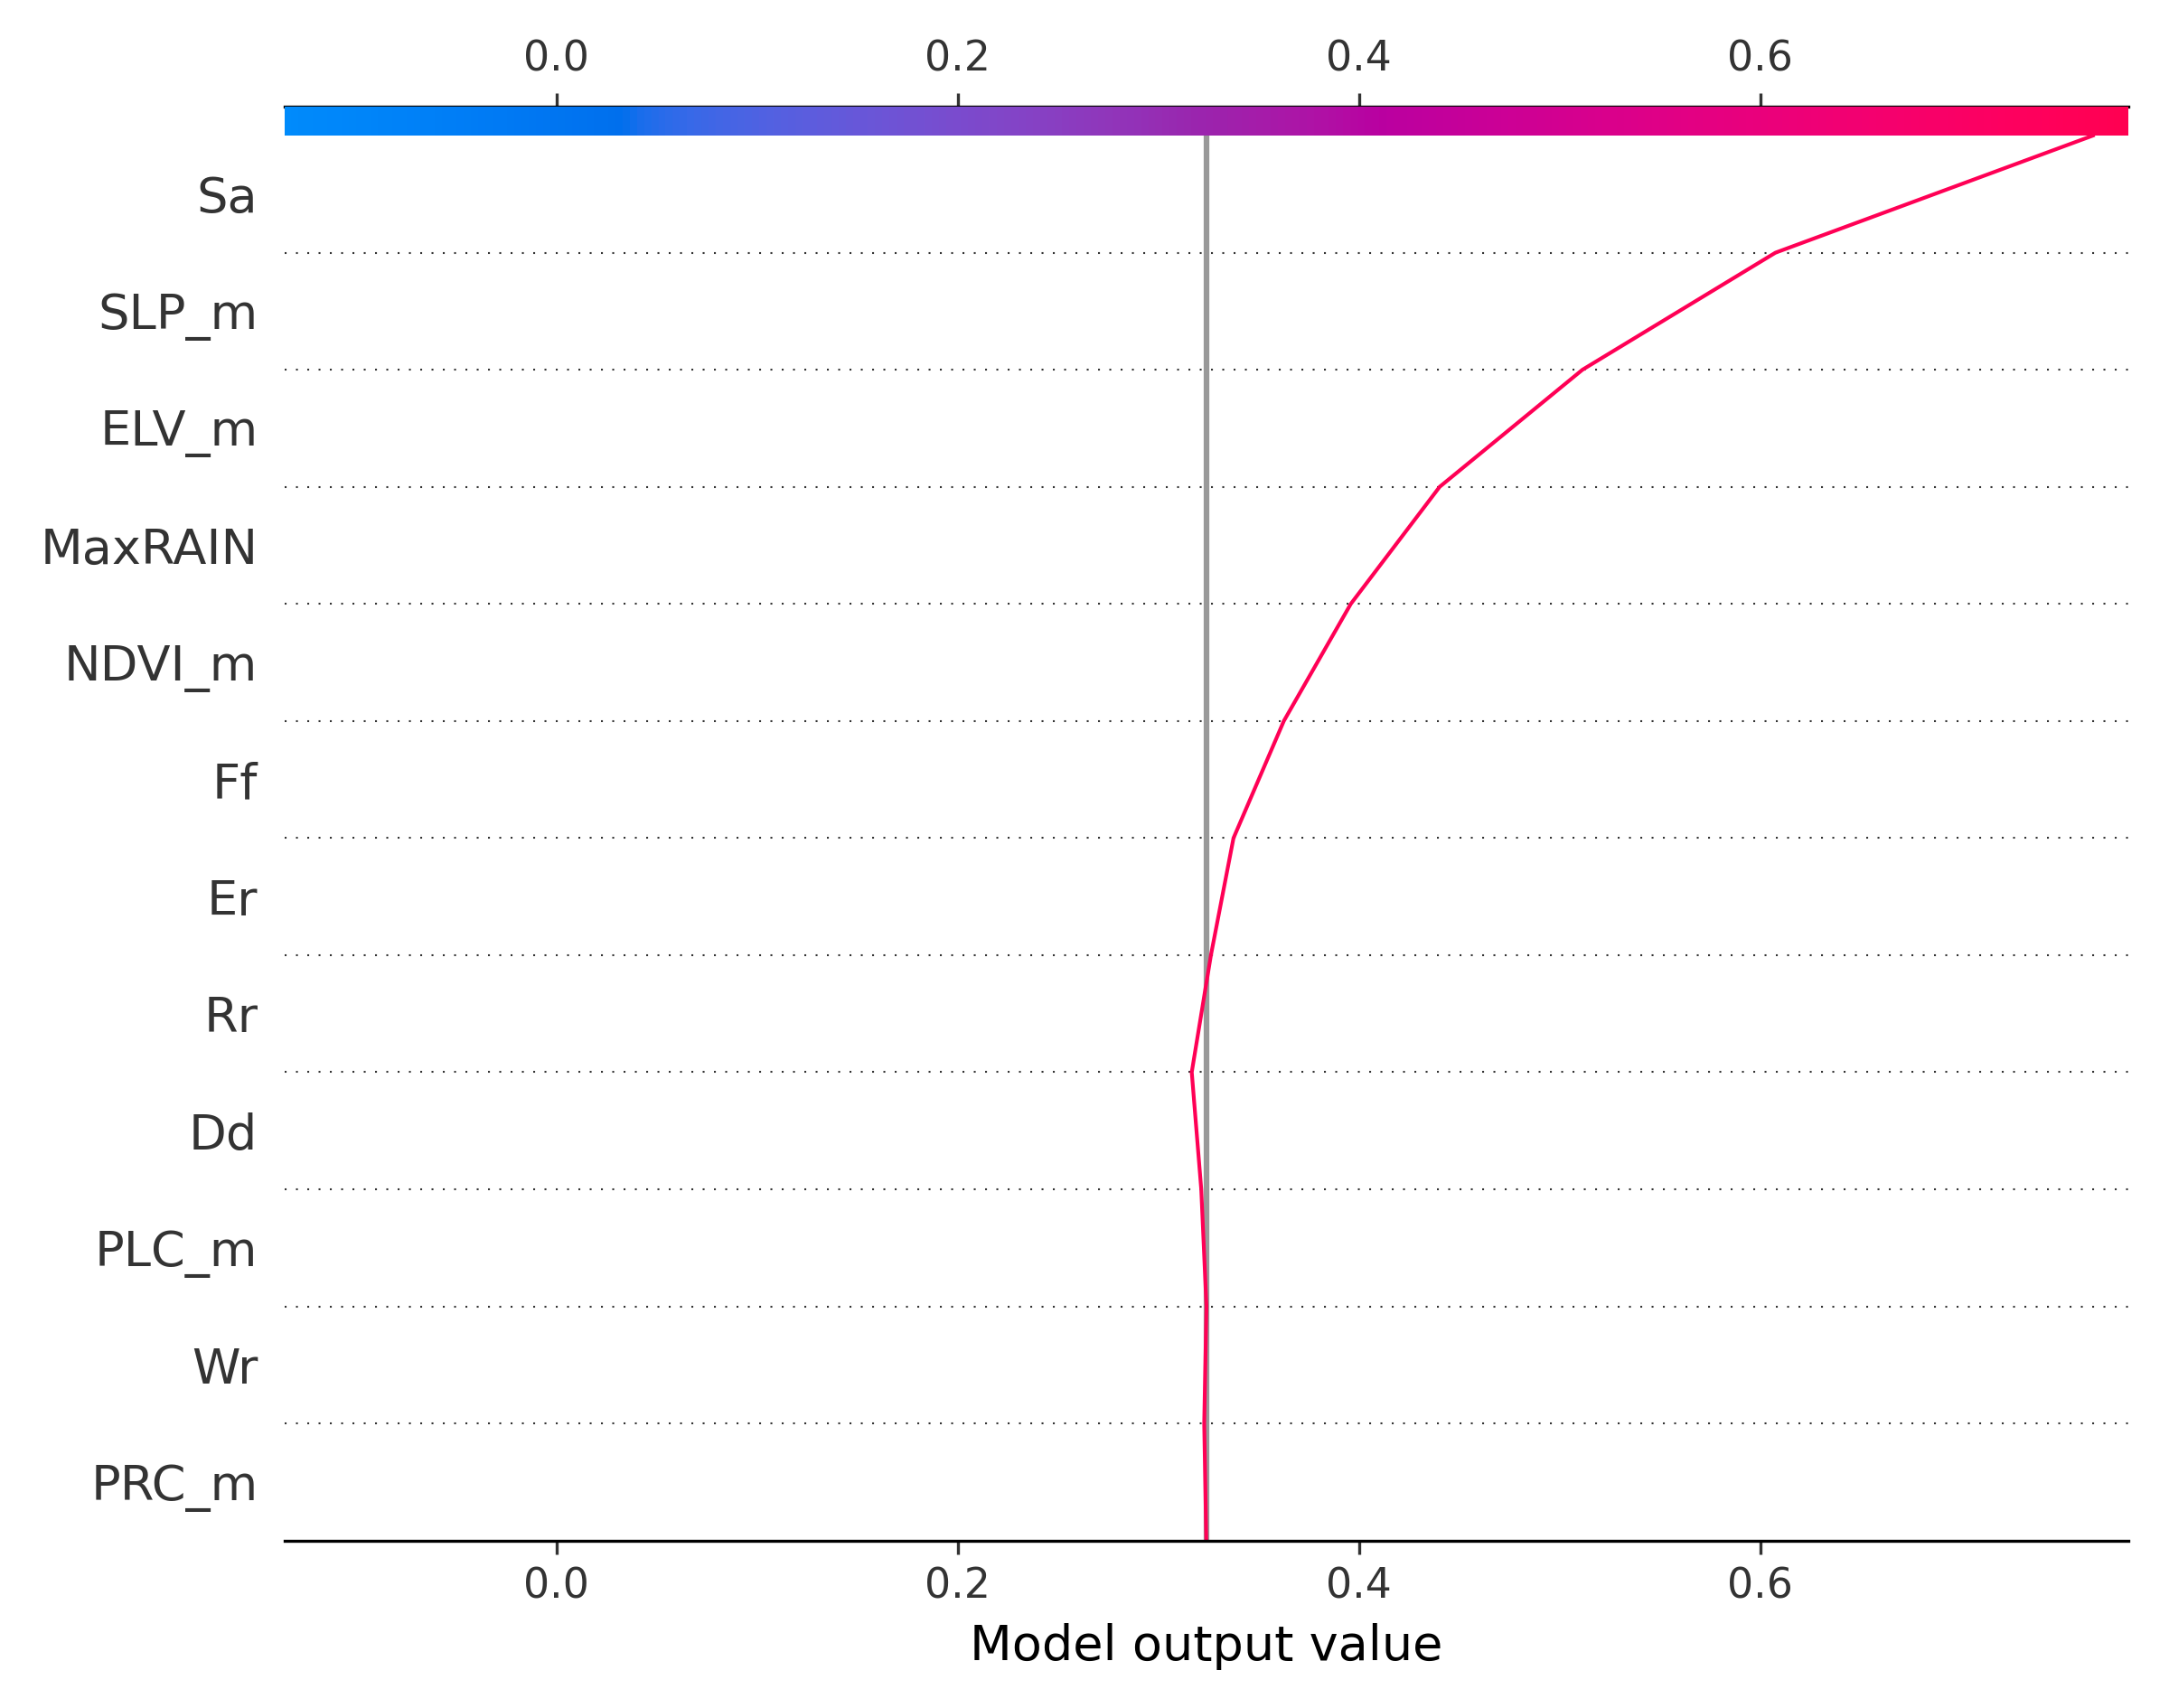 0.0 0.2 0.4 0.6
Sa
SLP_m
ELV_m
MaxRAIN
NDVI_m
Ff
Er
Rr
Dd
PLC_m
Wr
PRC_m
0.0 0.2 0.4 0.6
Model output value